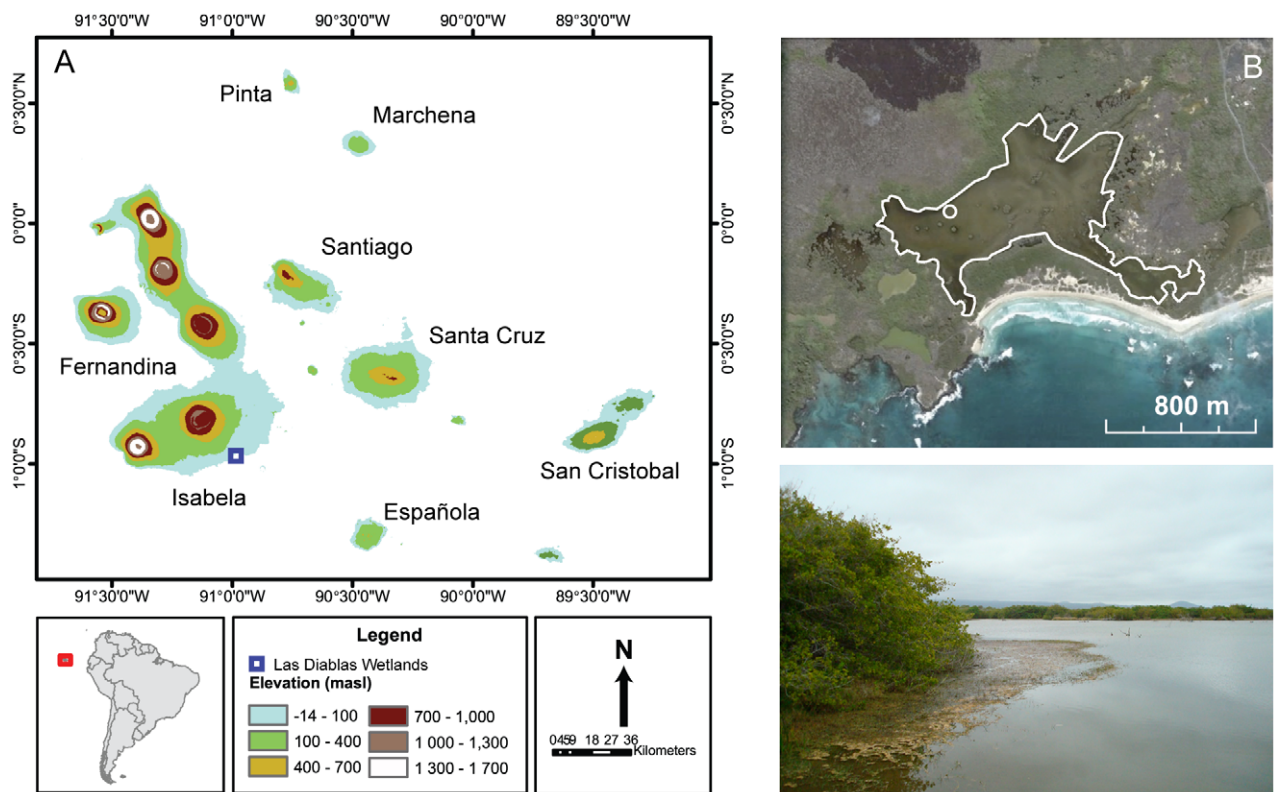 91°30'0"W 91°0'0"W 90°30'0"W 90°0'0"W 89°30'0"W
A
Pinta
Marchena
Santiago
Santa Cruz
Fernandina
San Cristobal
Isabela
Española
0°30'0"N
0°0'0"
0°30'0"S
1°0'0"S
0°30'0"N
0°0'0"
0°30'0"S
1°0'0"S
91°30'0"W 91°0'0"W 90°30'0"W 90°0'0"W 89°30'0"W
B
800 m
Legend
Las Diablas Wetlands
Elevation (masl)
-14 - 100 700 - 1,000
100 - 400 1 000 - 1,300
400 - 700 1 300 - 1 700
N
0 4.5 9 18 27 36
Kilometers